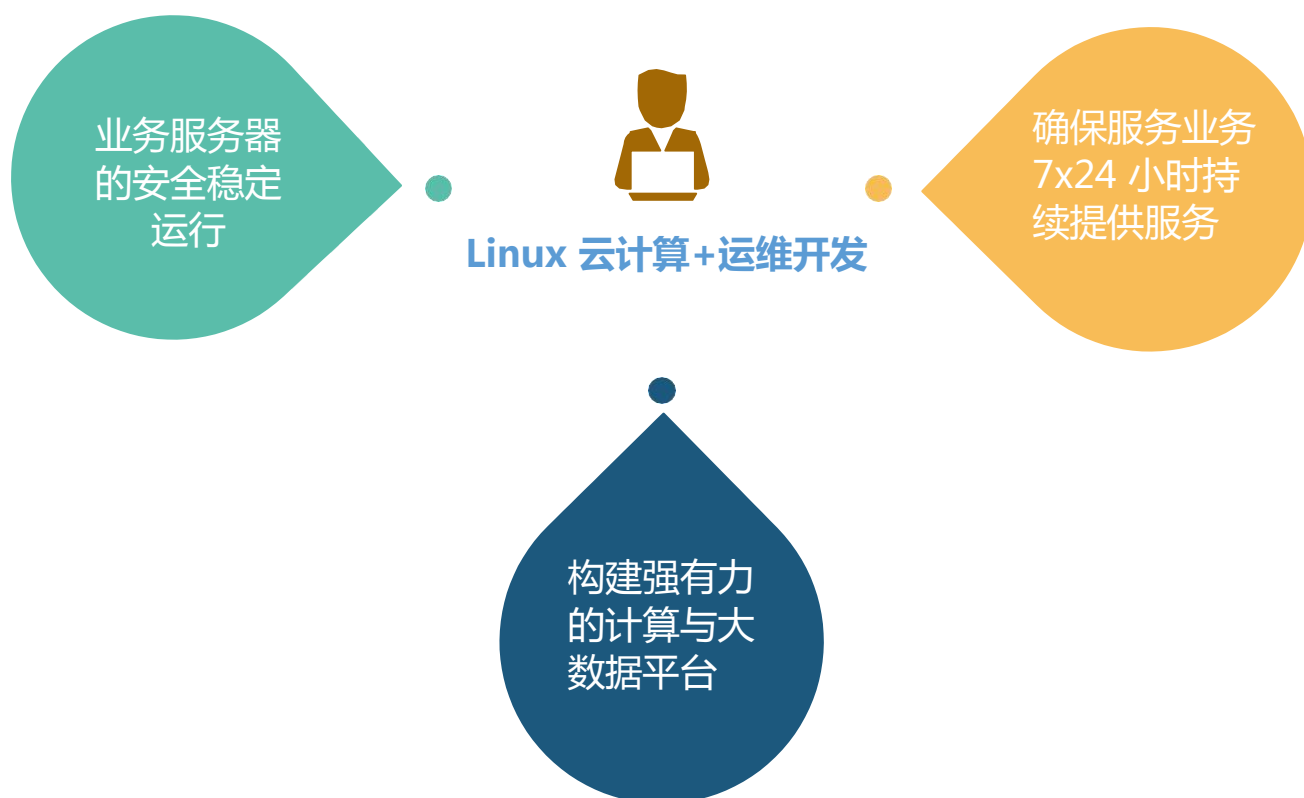 业务服务器
的安全稳定
运行
Linux 云计算+运维开发
确保服务业务
7x24 小时持
续提供服务
构建强有力
的计算与大
数据平台